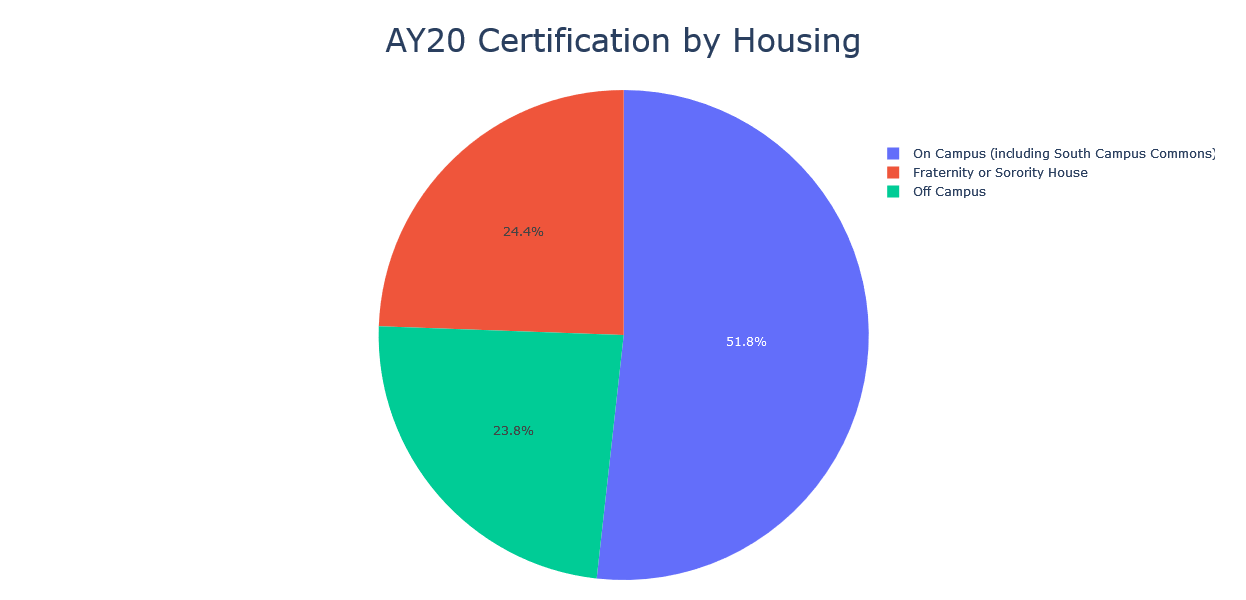 AY20 Certification by Housing
On Campus (including South Campus Commons)
Fraternity or Sorority House
Off Campus
24.4%
51.8%
23.8%